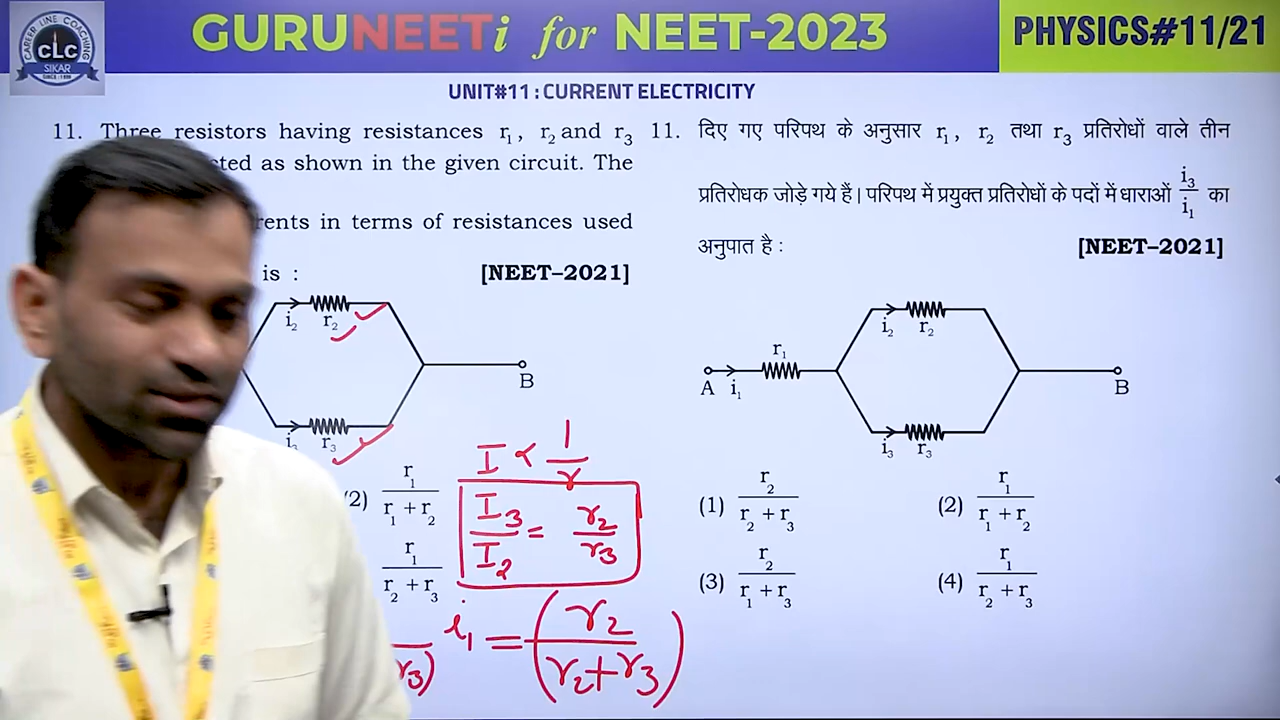 CAREER LINE COACHING
CLC
SIKAR
SINCE : 1996
GURUNEETi for NEET-2023
PHYSICS#11/21
UNIT#11 : CURRENT ELECTRICITY
11. Three resistors having resistances r₁, r₂ and r₃
as shown in the given circuit. The
in terms of resistances used
is : [NEET–2021]
i₂ r₂
B
r₃
(2) r₁ / (r₁ + r₂)
r₁ / (r₂ + r₃)
I ∝ 1/r
I₃/I₂ = r₂/r₃
i₁ = (r₂/(r₂+r₃))
r₃)
11. दिए गए परिपथ के अनुसार r₁, r₂ तथा r₃ प्रतिरोधों वाले तीन
प्रतिरोधक जोड़े गये हैं। परिपथ में प्रयुक्त प्रतिरोधों के पदों में धाराओं i₃/i₁ का
अनुपात है : [NEET–2021]
i₂ r₂
r₁
A i₁ B
i₃ r₃
(1) r₂ / (r₂ + r₃) (2) r₁ / (r₁ + r₂)
(3) r₂ / (r₁ + r₃) (4) r₁ / (r₂ + r₃)